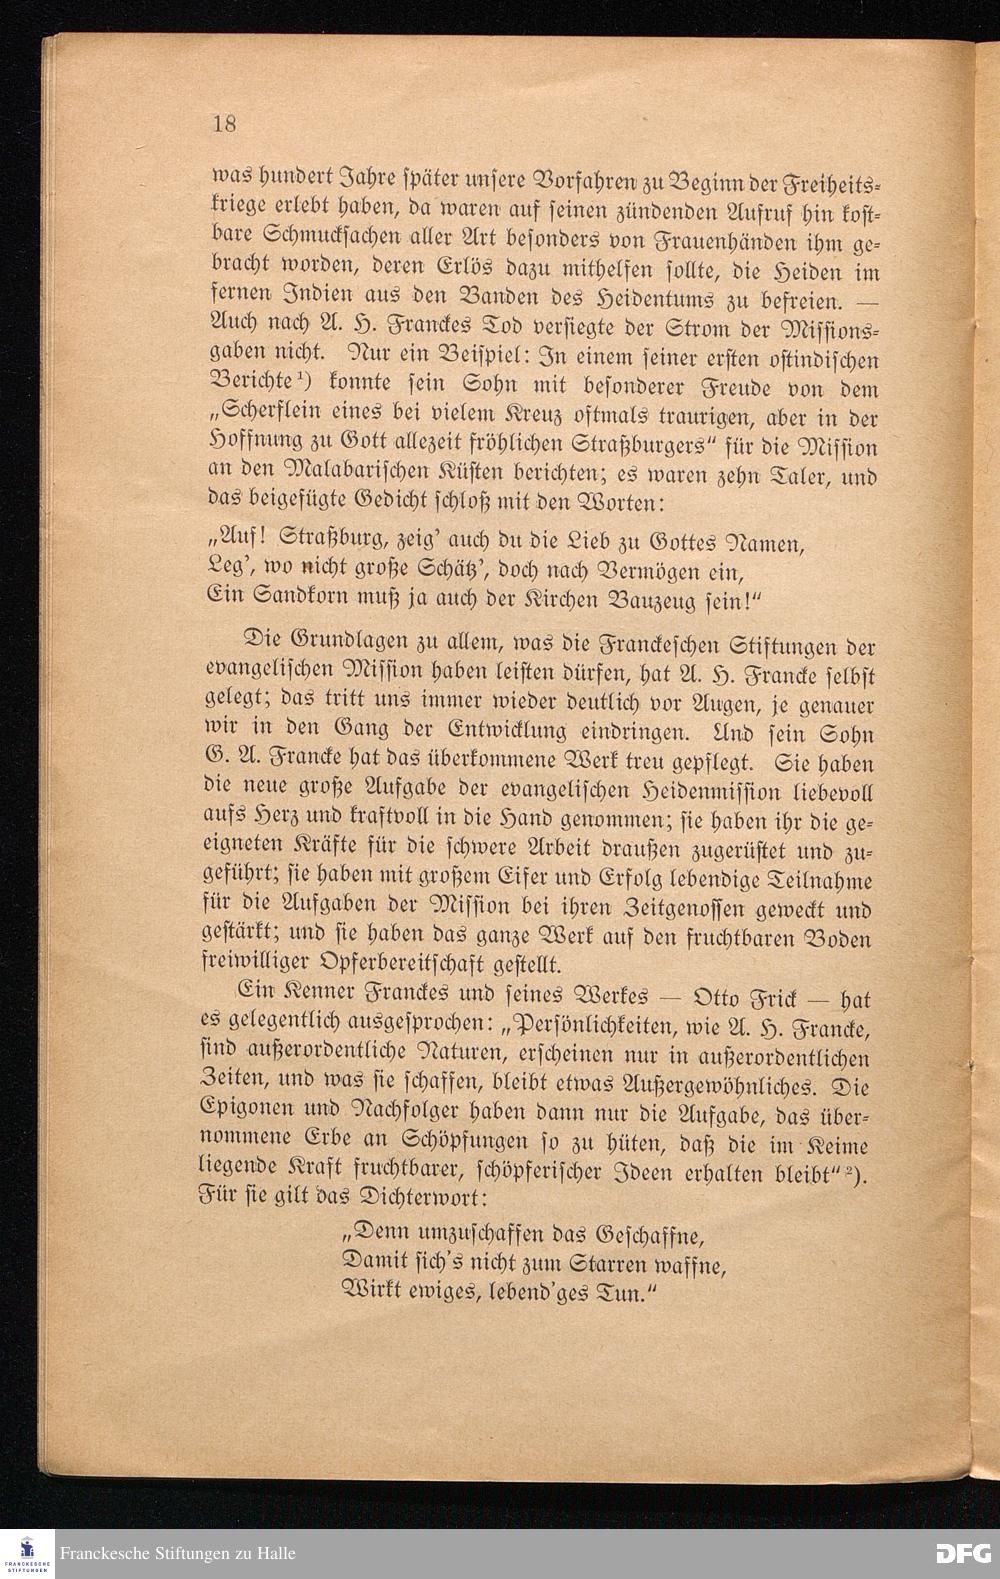 18
was hundert Jahre später unsere Vorfahren zu Beginn der Freiheits-
kriege erlebt haben, da waren auf seinen zündenden Aufruf hin kost-
bare Schmucksachen aller Art besonders von Frauenhänden ihm ge-
bracht worden, deren Erlös dazu mithelfen sollte, die Heiden im
fernen Indien aus den Banden des Heidentums zu befreien. —
Auch nach A. H. Franckes Tod versiegte der Strom der Missions-
gaben nicht. Nur ein Beispiel: In einem seiner ersten ostindischen
Berichte¹) konnte sein Sohn mit besonderer Freude von dem
„Scherflein eines bei vielem Kreuz oftmals traurigen, aber in der
Hoffnung zu Gott allezeit fröhlichen Straßburgers“ für die Mission
an den Malabarischen Küsten berichten; es waren zehn Taler, und
das beigefügte Gedicht schloß mit den Worten:
„Auf! Straßburg, zeig’ auch du die Lieb zu Gottes Namen,
Leg’, wo nicht große Schätz’, doch nach Vermögen ein,
Ein Sandkorn muß ja auch der Kirchen Bauzeug sein!“
Die Grundlagen zu allem, was die Franckeschen Stiftungen der
evangelischen Mission haben leisten dürfen, hat A. H. Francke selbst
gelegt; das tritt uns immer wieder deutlich vor Augen, je genauer
wir in den Gang der Entwicklung eindringen. Und sein Sohn
G. A. Francke hat das überkommene Werk treu gepflegt. Sie haben
die neue große Aufgabe der evangelischen Heidenmission liebevoll
aufs Herz und kraftvoll in die Hand genommen; sie haben ihr die ge-
eigneten Kräfte für die schwere Arbeit draußen zugerüstet und zu-
geführt; sie haben mit großem Eifer und Erfolg lebendige Teilnahme
für die Aufgaben der Mission bei ihren Zeitgenossen geweckt und
gestärkt; und sie haben das ganze Werk auf den fruchtbaren Boden
freiwilliger Opferbereitschaft gestellt.
Ein Kenner Franckes und seines Werkes — Otto Frick — hat
es gelegentlich ausgesprochen: „Persönlichkeiten, wie A. H. Francke,
sind außerordentliche Naturen, erscheinen nur in außerordentlichen
Zeiten, und was sie schaffen, bleibt etwas Außergewöhnliches. Die
Epigonen und Nachfolger haben dann nur die Aufgabe, das über-
nommene Erbe an Schöpfungen so zu hüten, daß die im Keime
liegende Kraft fruchtbarer, schöpferischer Ideen erhalten bleibt“²).
Für sie gilt das Dichterwort:
„Denn umzuschaffen das Geschaffne,
Damit sich’s nicht zum Starren waffne,
Wirkt ewiges, lebend’ges Tun.“
FRANCKESCHE
STIFTUNGEN
Franckesche Stiftungen zu Halle
DFG